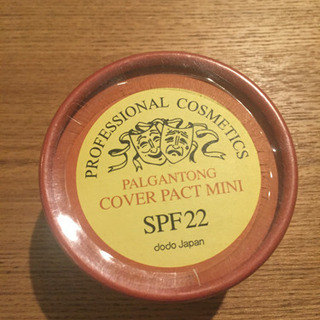 PROFESSIONAL COSMETICS
PALGANTONG
COVER PACT MINI
SPF22
dodo Japan